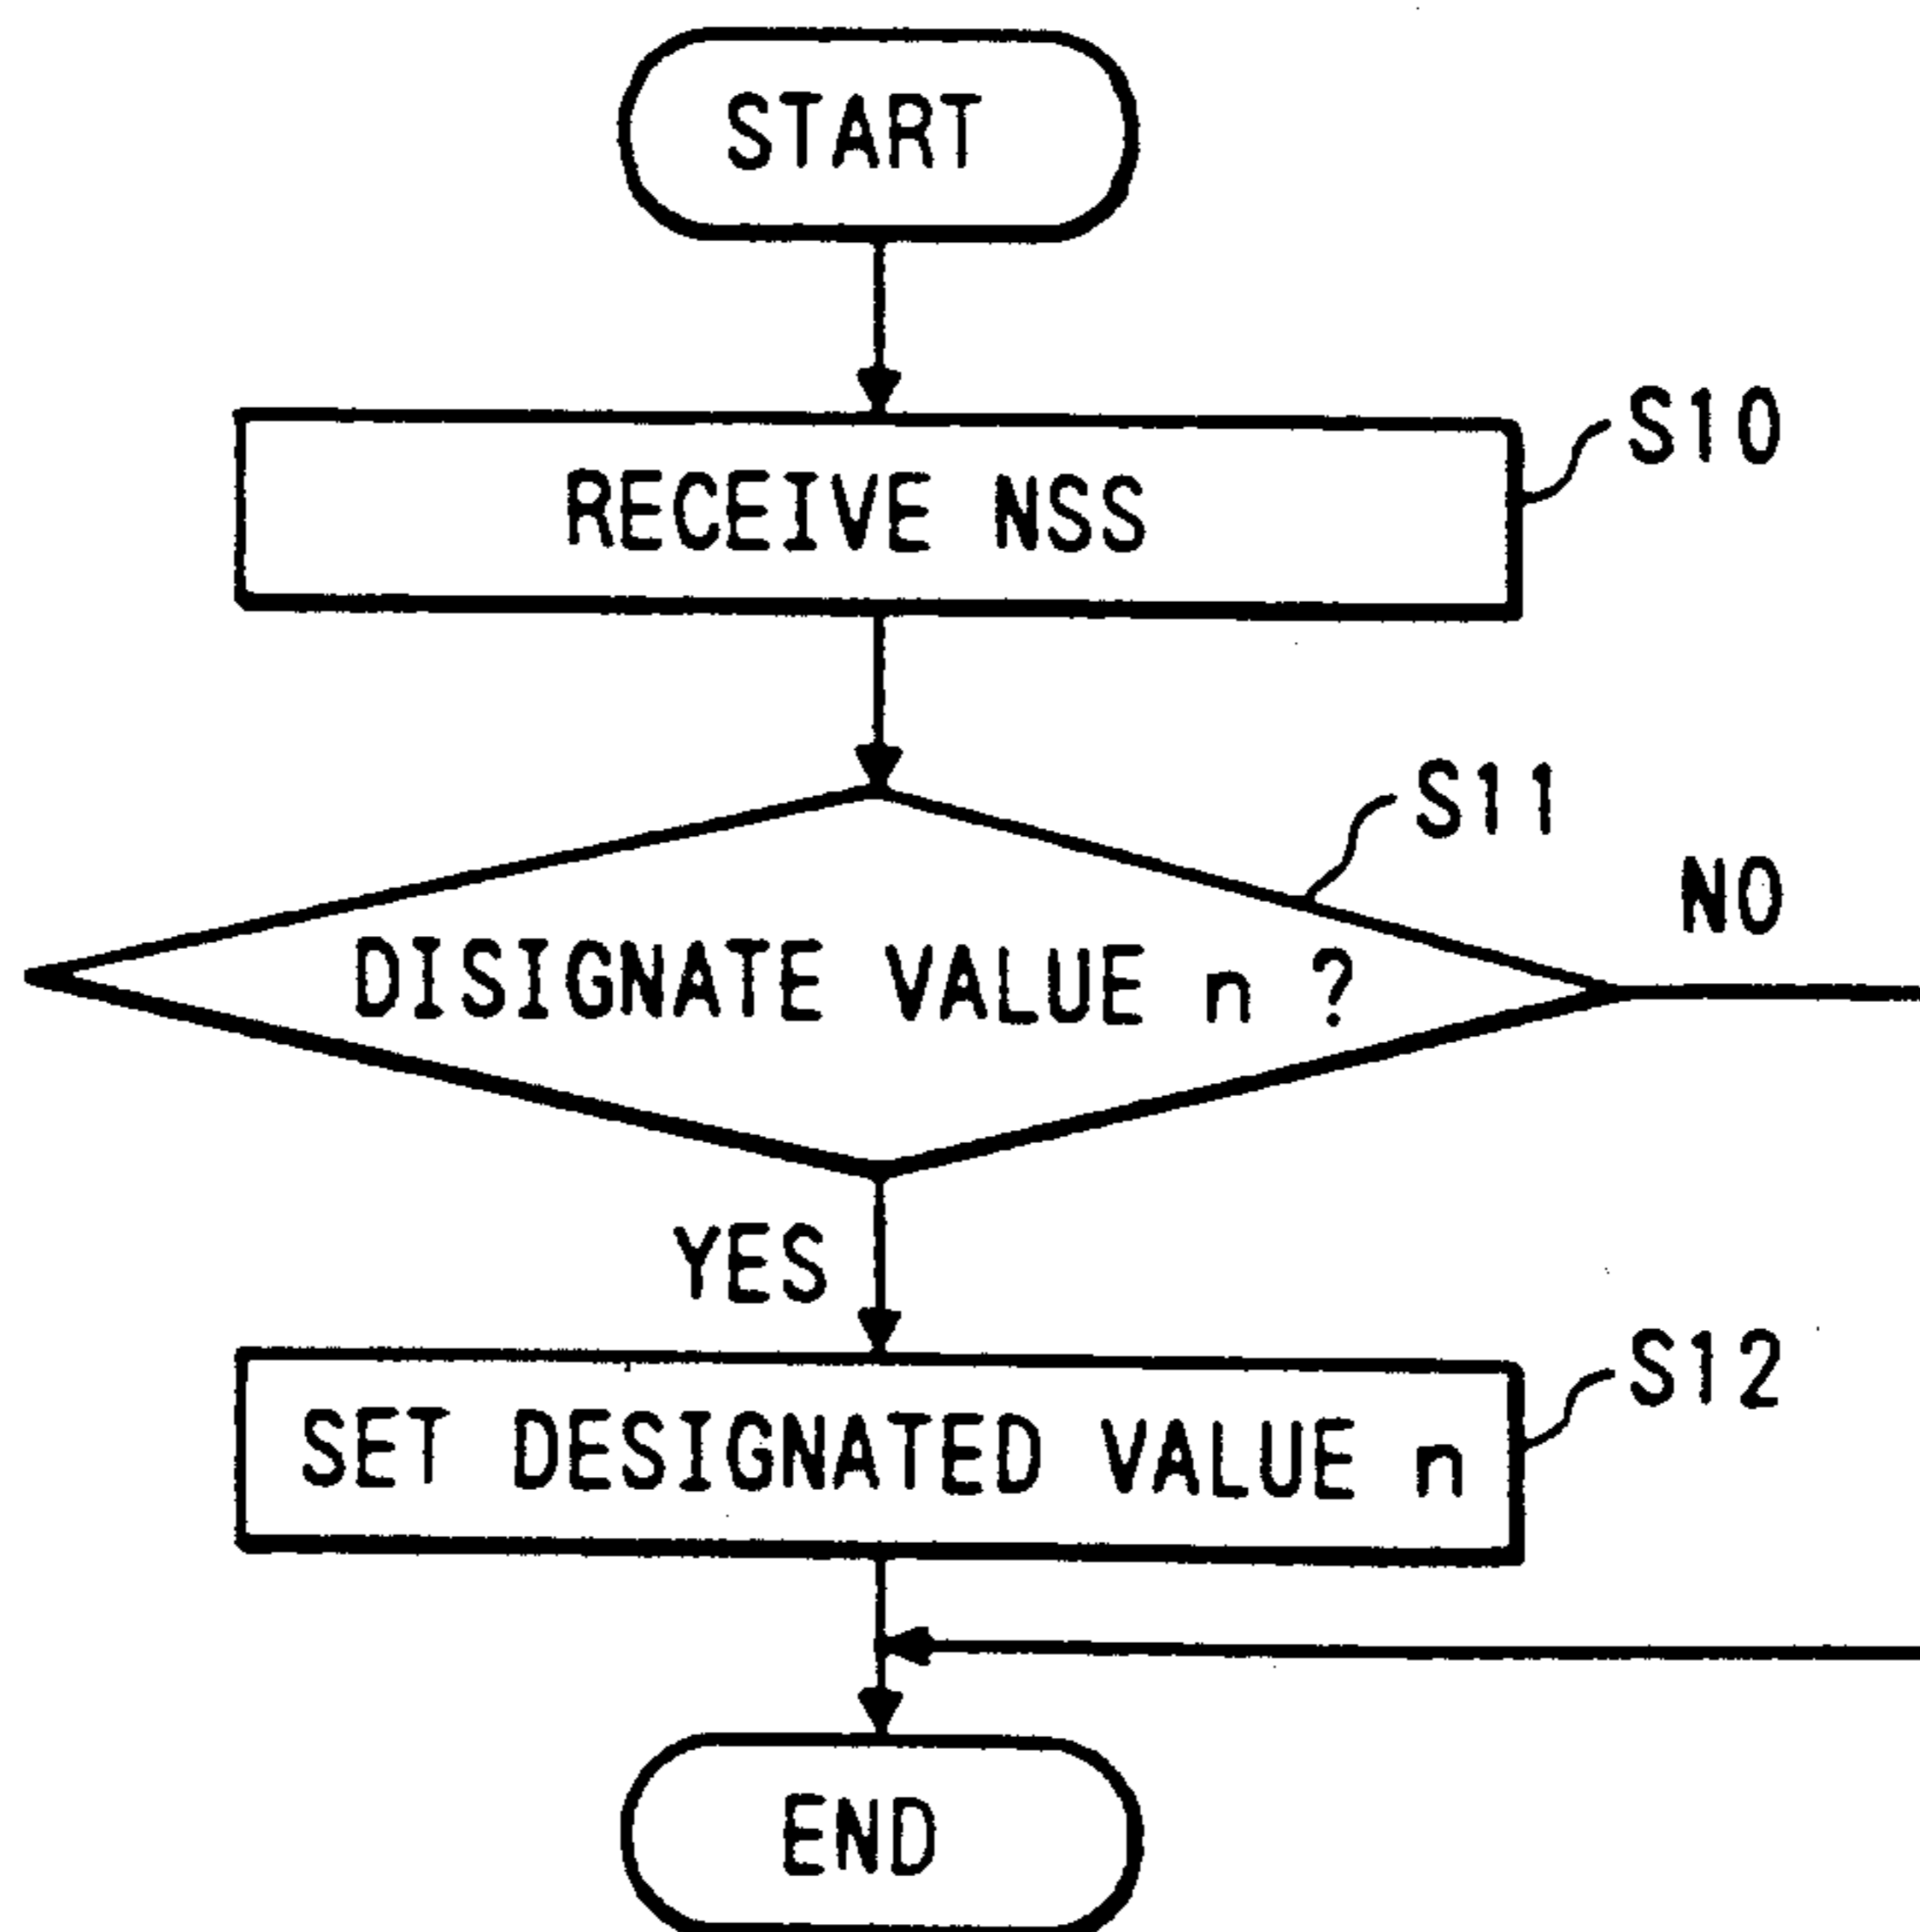 START
RECEIVE NSS
S10
S11
DISIGNATE VALUE n ?
NO
YES
SET DESIGNATED VALUE n
S12
END